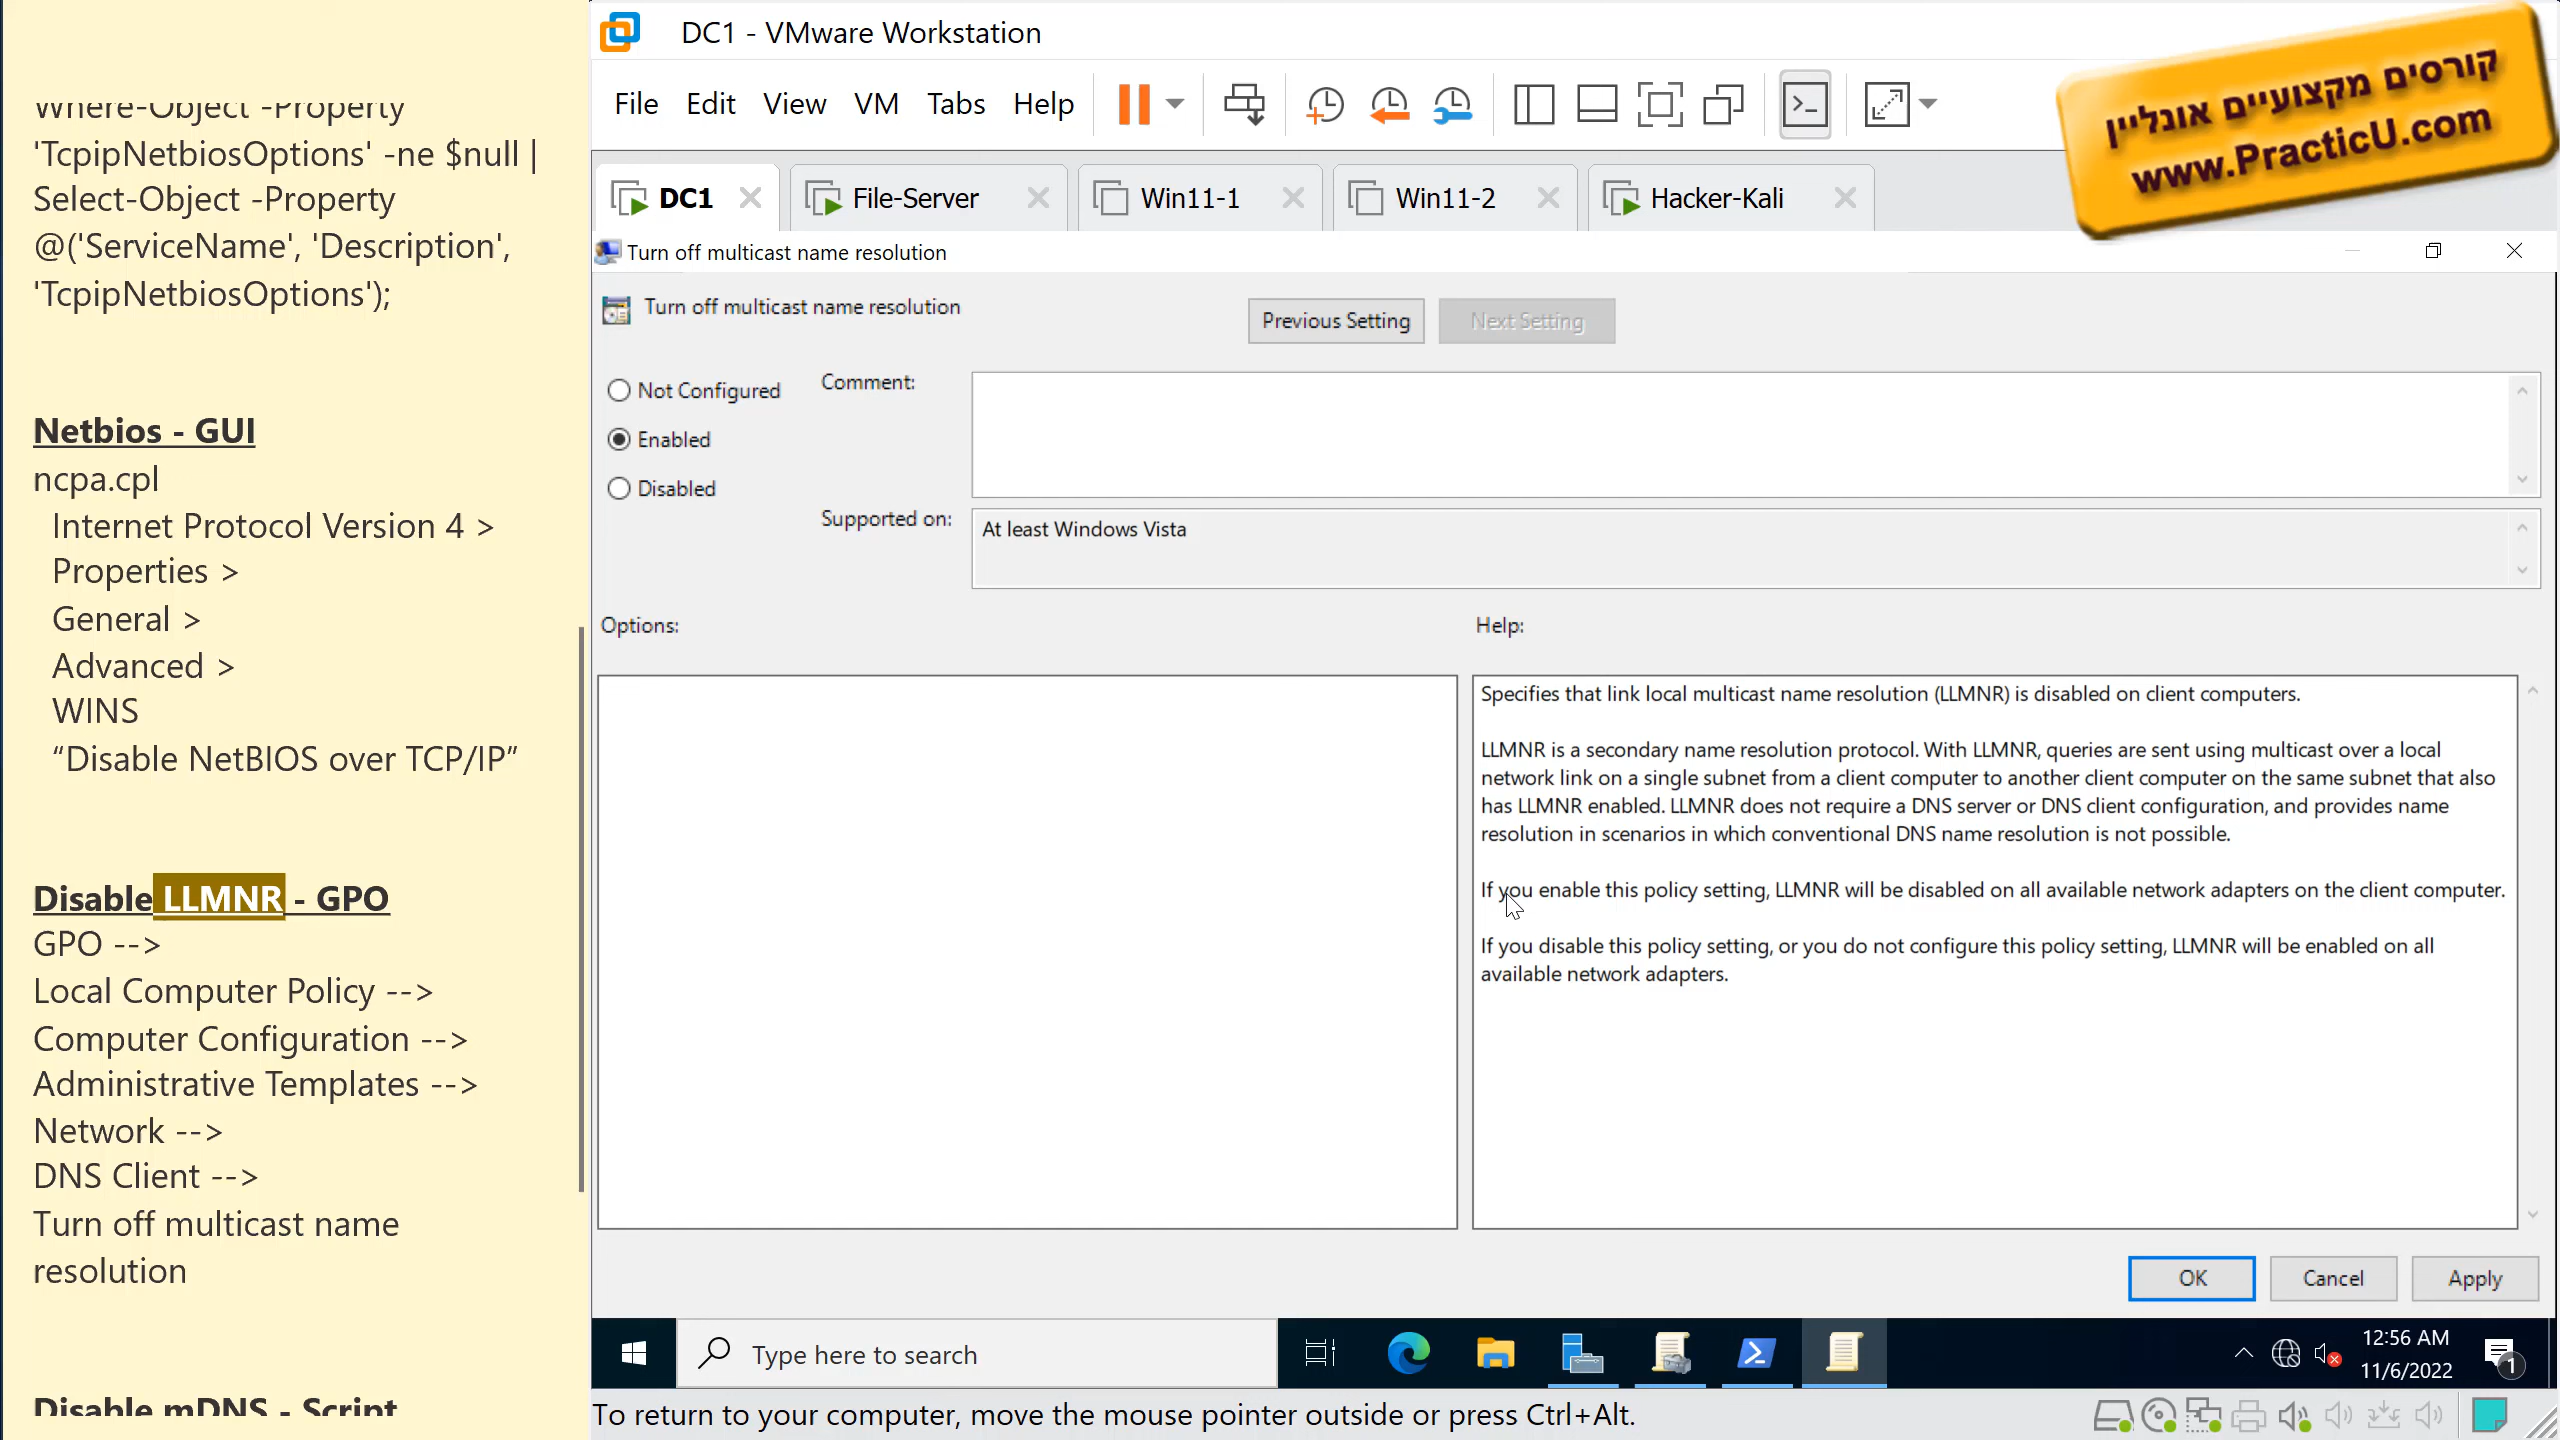 Where-Object -Property
'TcpipNetbiosOptions' -ne $null |
Select-Object -Property
@('ServiceName', 'Description',
'TcpipNetbiosOptions');
Netbios - GUI
ncpa.cpl
Internet Protocol Version 4 >
Properties >
General >
Advanced >
WINS
“Disable NetBIOS over TCP/IP”
Disable LLMNR - GPO
GPO -->
Local Computer Policy -->
Computer Configuration -->
Administrative Templates -->
Network -->
DNS Client -->
Turn off multicast name
resolution
Disable mDNS - Script
DC1 - VMware Workstation
File Edit View VM Tabs Help
קורסים מקצועיים אונליין
www.PracticU.com
DC1 File-Server Win11-1 Win11-2 Hacker-Kali
Turn off multicast name resolution
Turn off multicast name resolution
Previous Setting Next Setting
Not Configured
Enabled
Disabled
Comment:
Supported on:
At least Windows Vista
Options:
Help:
Specifies that link local multicast name resolution (LLMNR) is disabled on client computers.
LLMNR is a secondary name resolution protocol. With LLMNR, queries are sent using multicast over a local
network link on a single subnet from a client computer to another client computer on the same subnet that also
has LLMNR enabled. LLMNR does not require a DNS server or DNS client configuration, and provides name
resolution in scenarios in which conventional DNS name resolution is not possible.
If you enable this policy setting, LLMNR will be disabled on all available network adapters on the client computer.
If you disable this policy setting, or you do not configure this policy setting, LLMNR will be enabled on all
available network adapters.
OK Cancel Apply
Type here to search
12:56 AM
11/6/2022
1
To return to your computer, move the mouse pointer outside or press Ctrl+Alt.